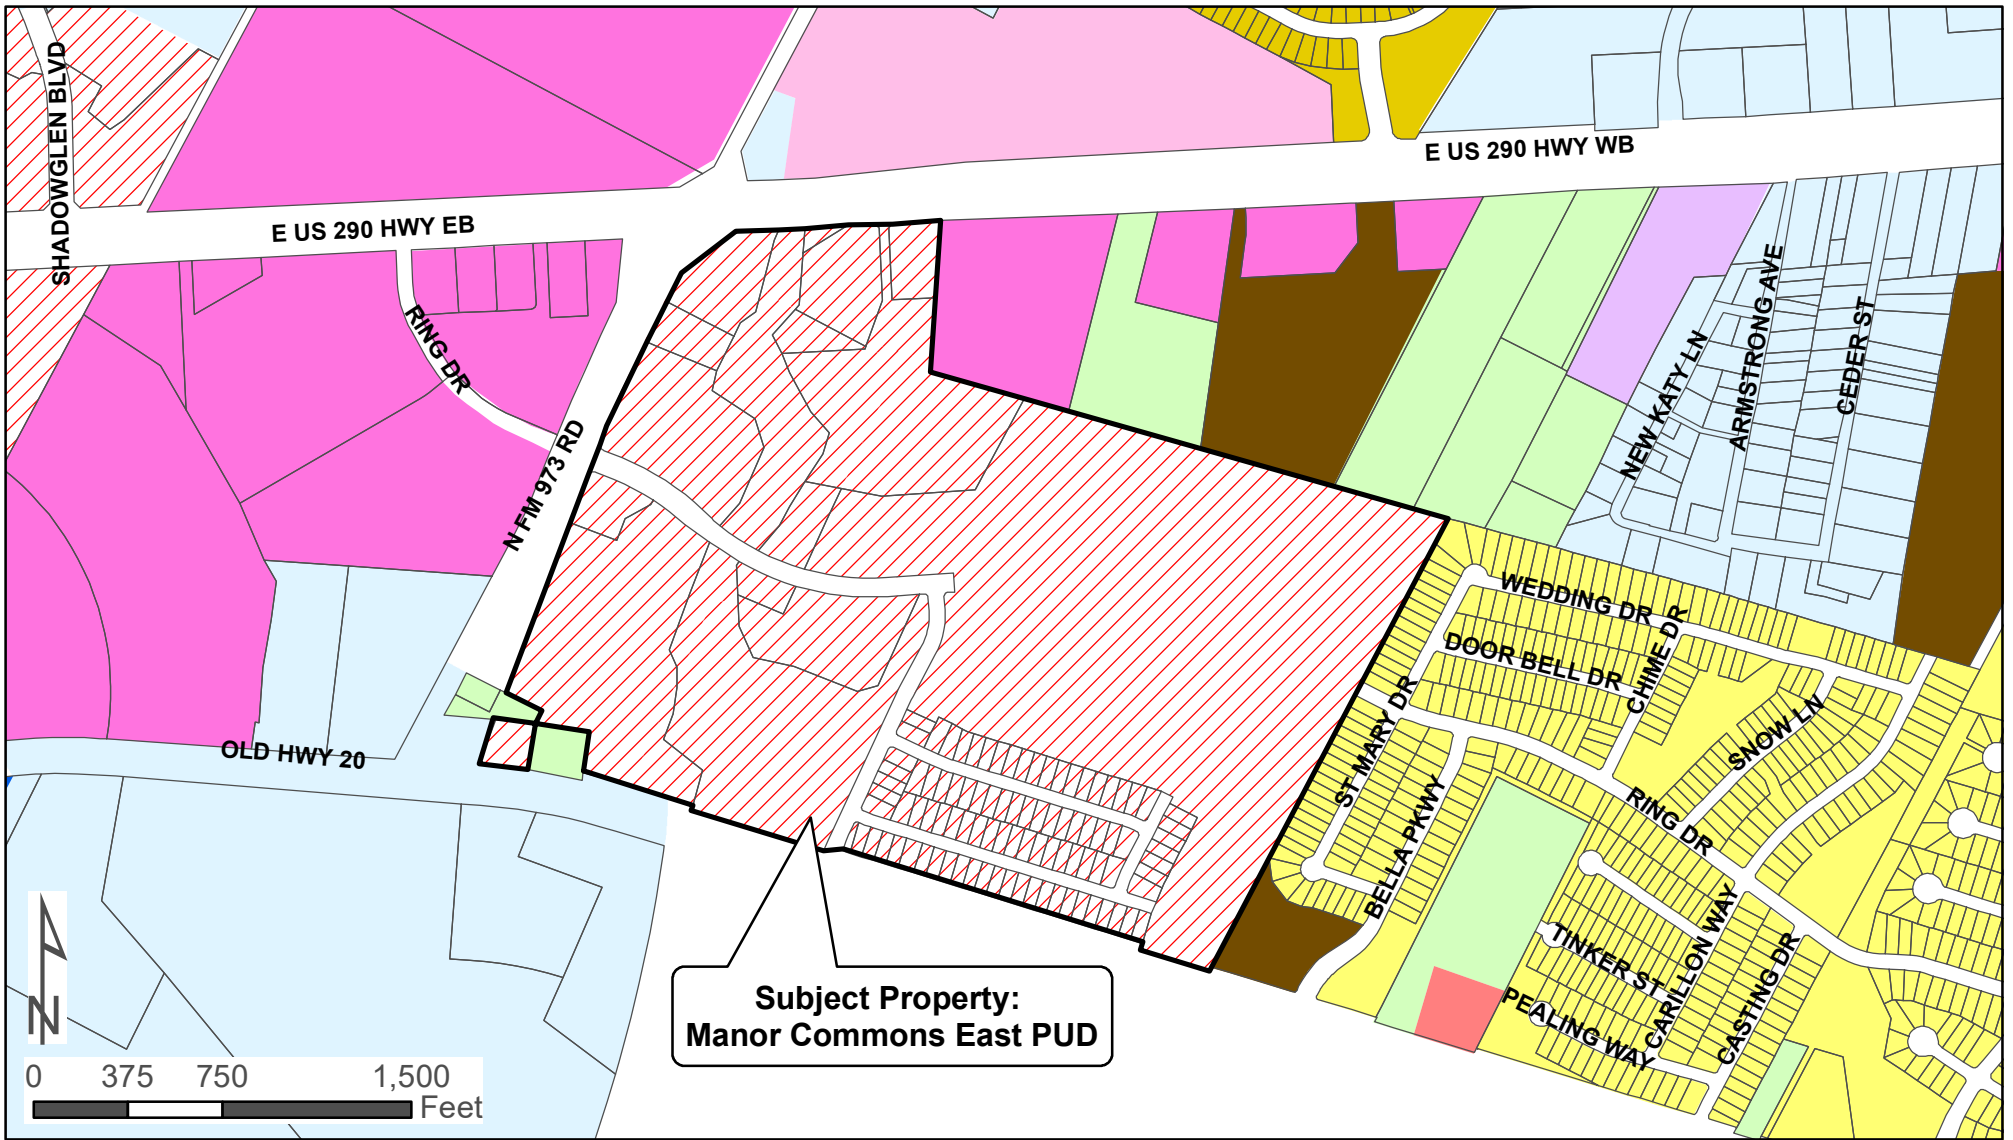 SHADOWGLEN BLVD
E US 290 HWY WB
E US 290 HWY EB
RING DR
N FM 973 RD
NEW KATY LN
ARMSTRONG AVE
CEDER ST
WEDDING DR
DOOR BELL DR
CHIME DR
ST MARY DR
SNOW LN
OLD HWY 20
BELLA PKWY
RING DR
TINKER ST
CARILLON WAY
PEALING WAY
CASTING DR
Subject Property:
Manor Commons East PUD
N
0 375 750 1,500
Feet